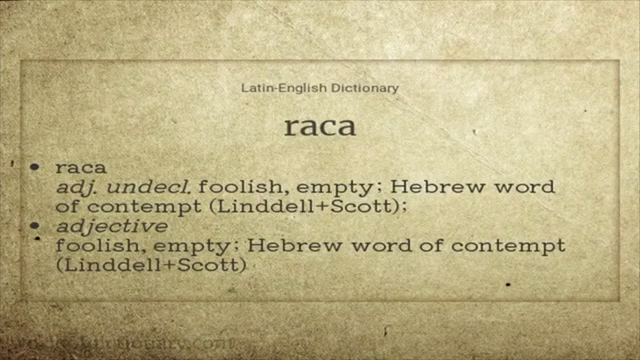 Latin-English Dictionary
raca
• raca
adj. undecl. foolish, empty; Hebrew word
of contempt (Linddell+Scott);
• adjective
foolish, empty; Hebrew word of contempt
(Linddell+Scott)